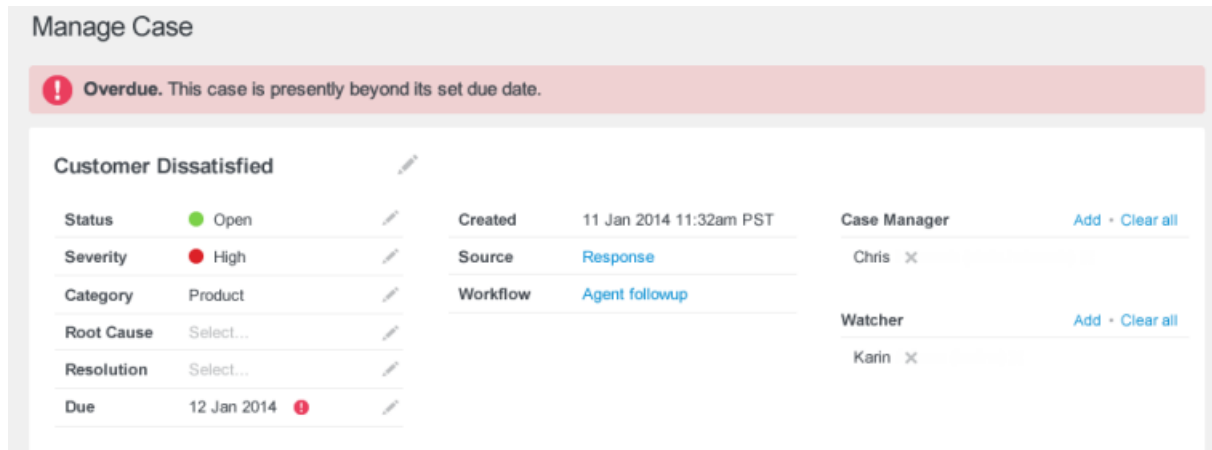 Manage Case
Overdue. This case is presently beyond its set due date.
Customer Dissatisfied
Status Open
Severity High
Category Product
Root Cause Select...
Resolution Select...
Due 12 Jan 2014
Created 11 Jan 2014 11:32am PST
Source Response
Workflow Agent followup
Case Manager Add • Clear all
Chris
Watcher Add • Clear all
Karin